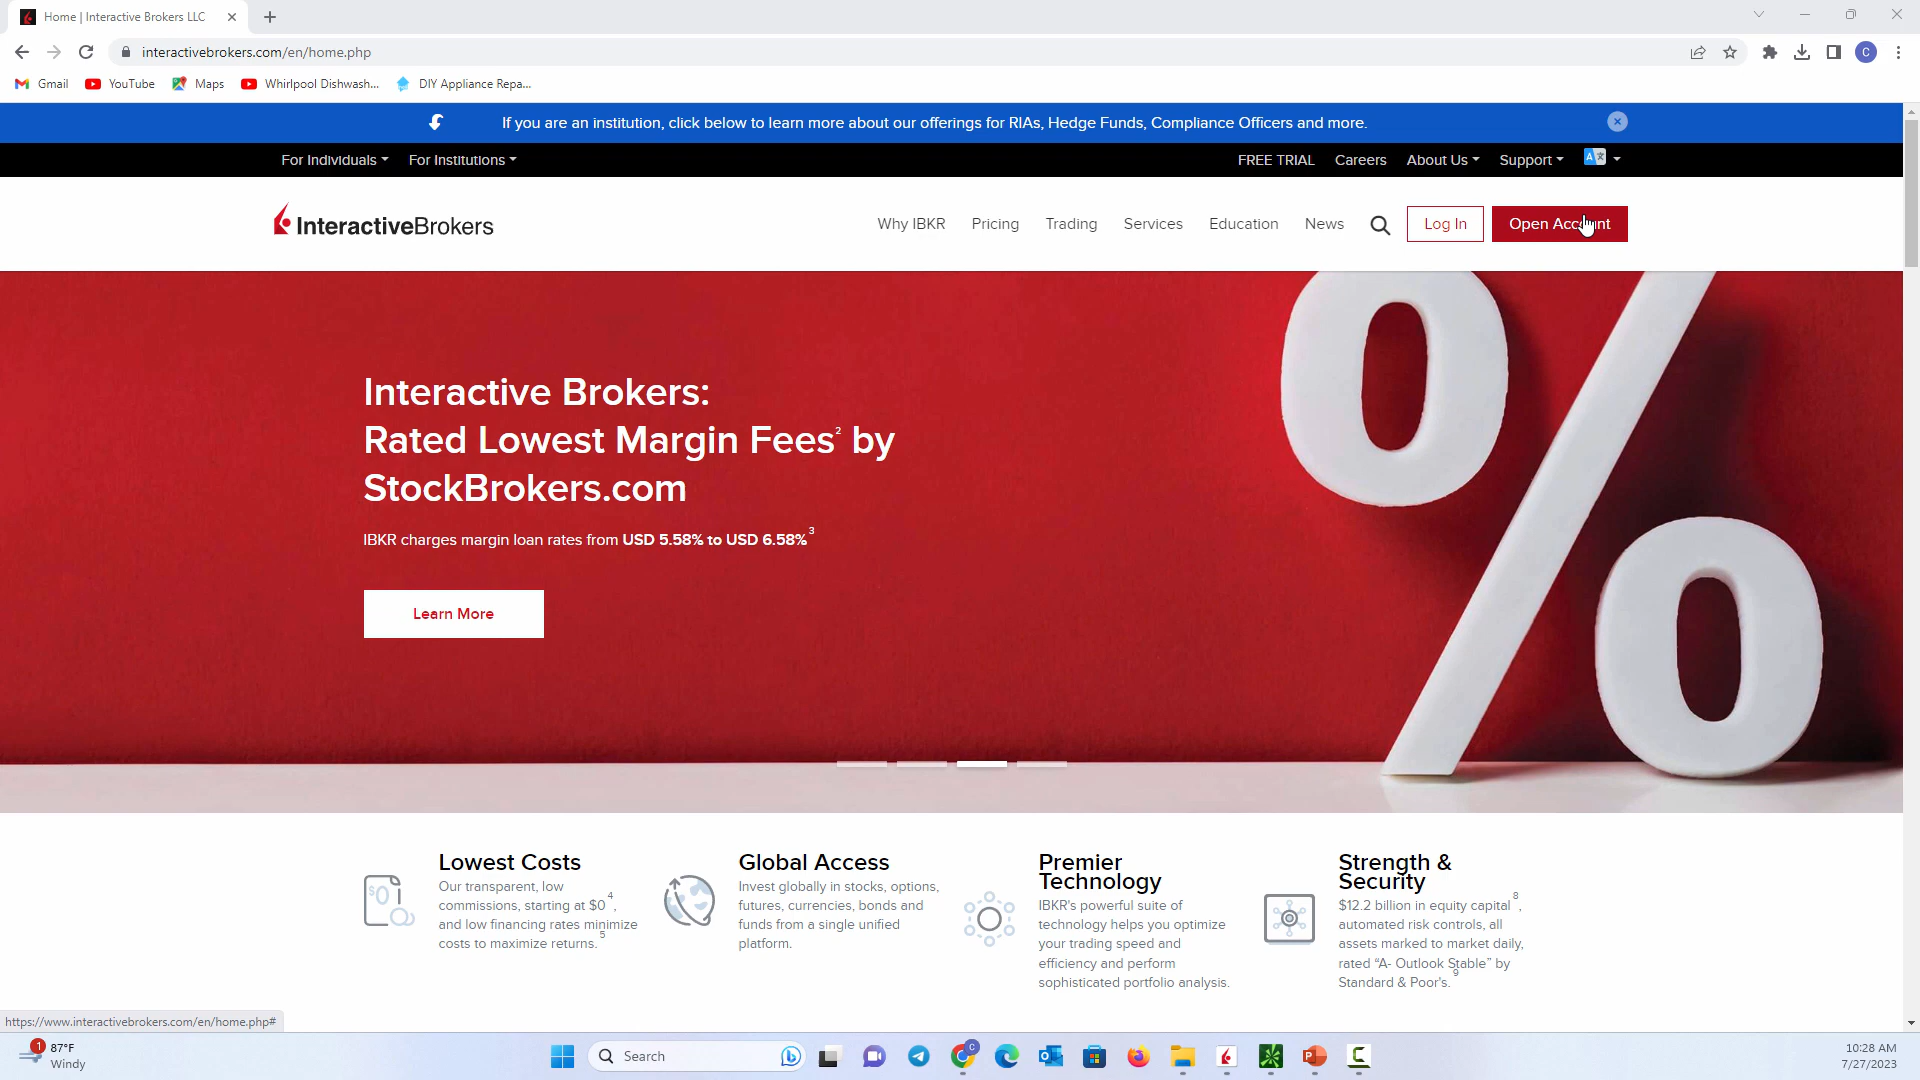 Home | Interactive Brokers LLC
interactivebrokers.com/en/home.php
C
Gmail YouTube Maps Whirlpool Dishwash... DIY Appliance Repa...
If you are an institution, click below to learn more about our offerings for RIAs, Hedge Funds, Compliance Officers and more.
For Individuals For Institutions FREE TRIAL Careers About Us Support
InteractiveBrokers Why IBKR Pricing Trading Services Education News Log In Open Account
Interactive Brokers:
Rated Lowest Margin Fees² by
StockBrokers.com
IBKR charges margin loan rates from USD 5.58% to USD 6.58%³
Learn More
%
Lowest Costs
Our transparent, low
commissions, starting at $0⁴,
and low financing rates minimize
costs to maximize returns.⁵
Global Access
Invest globally in stocks, options,
futures, currencies, bonds and
funds from a single unified
platform.
Premier
Technology
IBKR's powerful suite of
technology helps you optimize
your trading speed and
efficiency and perform
sophisticated portfolio analysis.
Strength &
Security
$12.2 billion in equity capital⁸,
automated risk controls, all
assets marked to market daily,
rated “A- Outlook Stable” by
Standard & Poor's.⁹
https://www.interactivebrokers.com/en/home.php#
1 87°F
Windy
Search
10:28 AM
7/27/2023